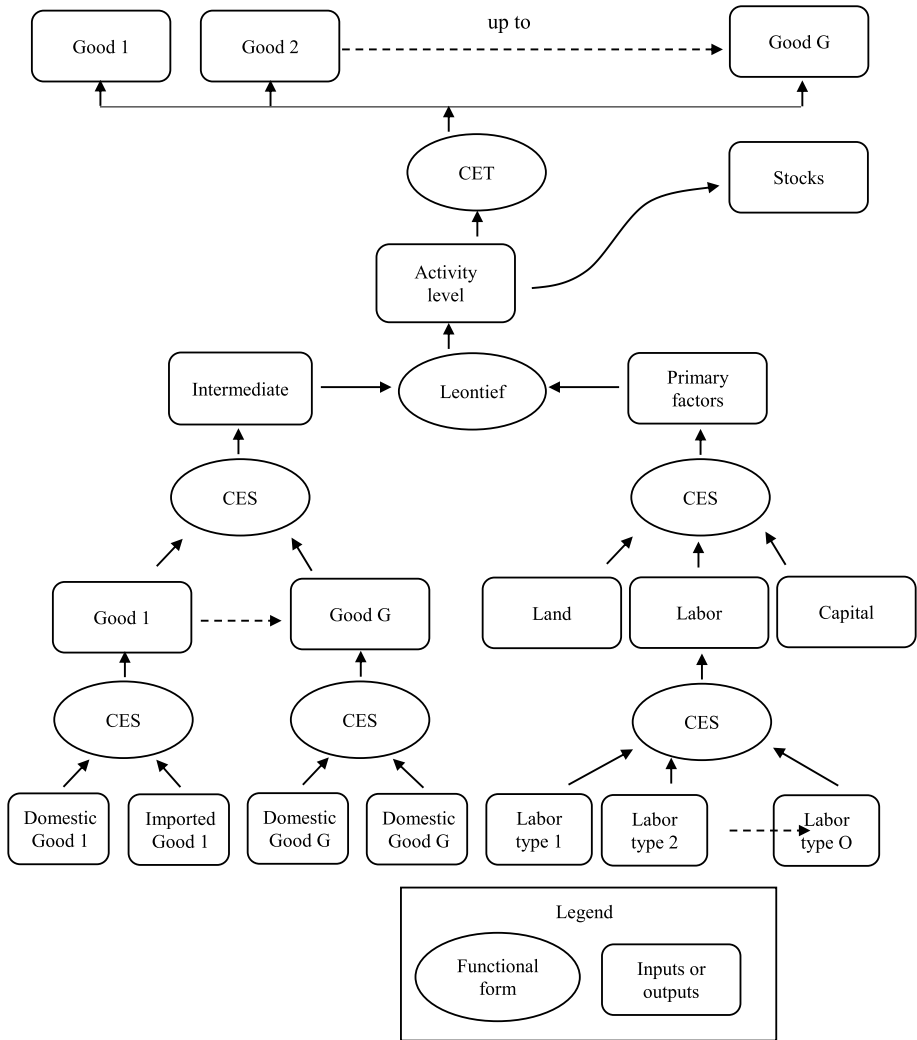 Good 1
Good 2
up to
Good G
CET
Stocks
Activity
level
Intermediate
Leontief
Primary
factors
CES
CES
Good 1
Good G
Land
Labor
Capital
CES
CES
CES
Domestic
Good 1
Imported
Good 1
Domestic
Good G
Domestic
Good G
Labor
type 1
Labor
type 2
Labor
type O
Legend
Functional
form
Inputs or
outputs